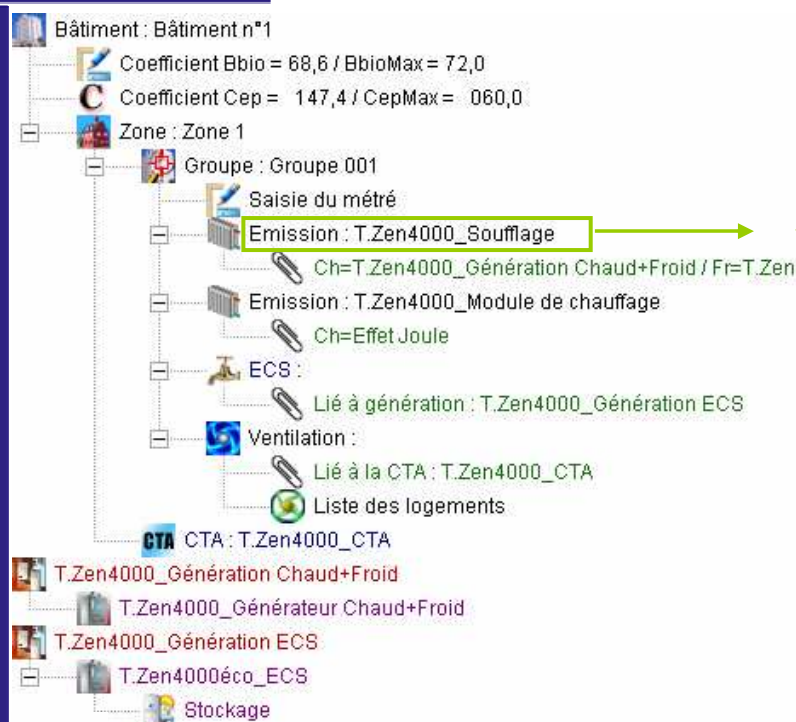 Bâtiment : Bâtiment n°1
Coefficient Bbio = 68,6 / BbioMax = 72,0
C Coefficient Cep = 147,4 / CepMax = 060,0
Zone : Zone 1
Groupe : Groupe 001
Saisie du métré
Emission : T.Zen4000_Soufflage
Ch=T.Zen4000_Génération Chaud+Froid / Fr=T.Zen
Emission : T.Zen4000_Module de chauffage
Ch=Effet Joule
ECS :
Lié à génération : T.Zen4000_Génération ECS
Ventilation :
Lié à la CTA : T.Zen4000_CTA
Liste des logements
CTA CTA : T.Zen4000_CTA
T.Zen4000_Génération Chaud+Froid
T.Zen4000_Générateur Chaud+Froid
T.Zen4000_Génération ECS
T.Zen4000éco_ECS
Stockage